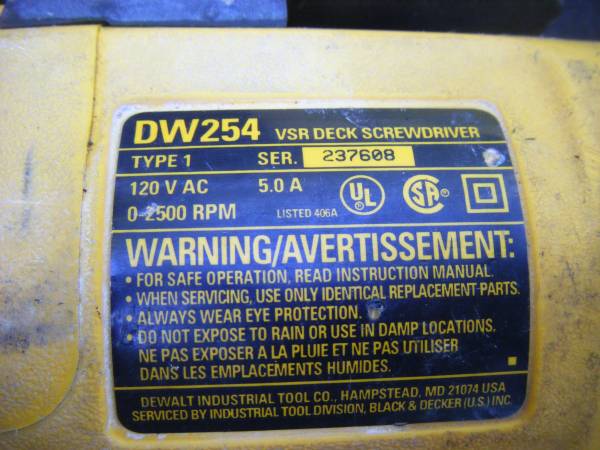 DW254 VSR DECK SCREWDRIVER
TYPE 1 SER. 237608
120 V AC 5.0 A
0-2500 RPM LISTED 406A
UL SA
WARNING/AVERTISSEMENT:
• FOR SAFE OPERATION, READ INSTRUCTION MANUAL.
• WHEN SERVICING, USE ONLY IDENTICAL REPLACEMENT PARTS.
• ALWAYS WEAR EYE PROTECTION.
• DO NOT EXPOSE TO RAIN OR USE IN DAMP LOCATIONS.
NE PAS EXPOSER A LA PLUIE ET NE PAS UTILISER
DANS LES EMPLACEMENTS HUMIDES.
DEWALT INDUSTRIAL TOOL CO., HAMPSTEAD, MD 21074 USA
SERVICED BY INDUSTRIAL TOOL DIVISION, BLACK & DECKER (U.S.) INC.